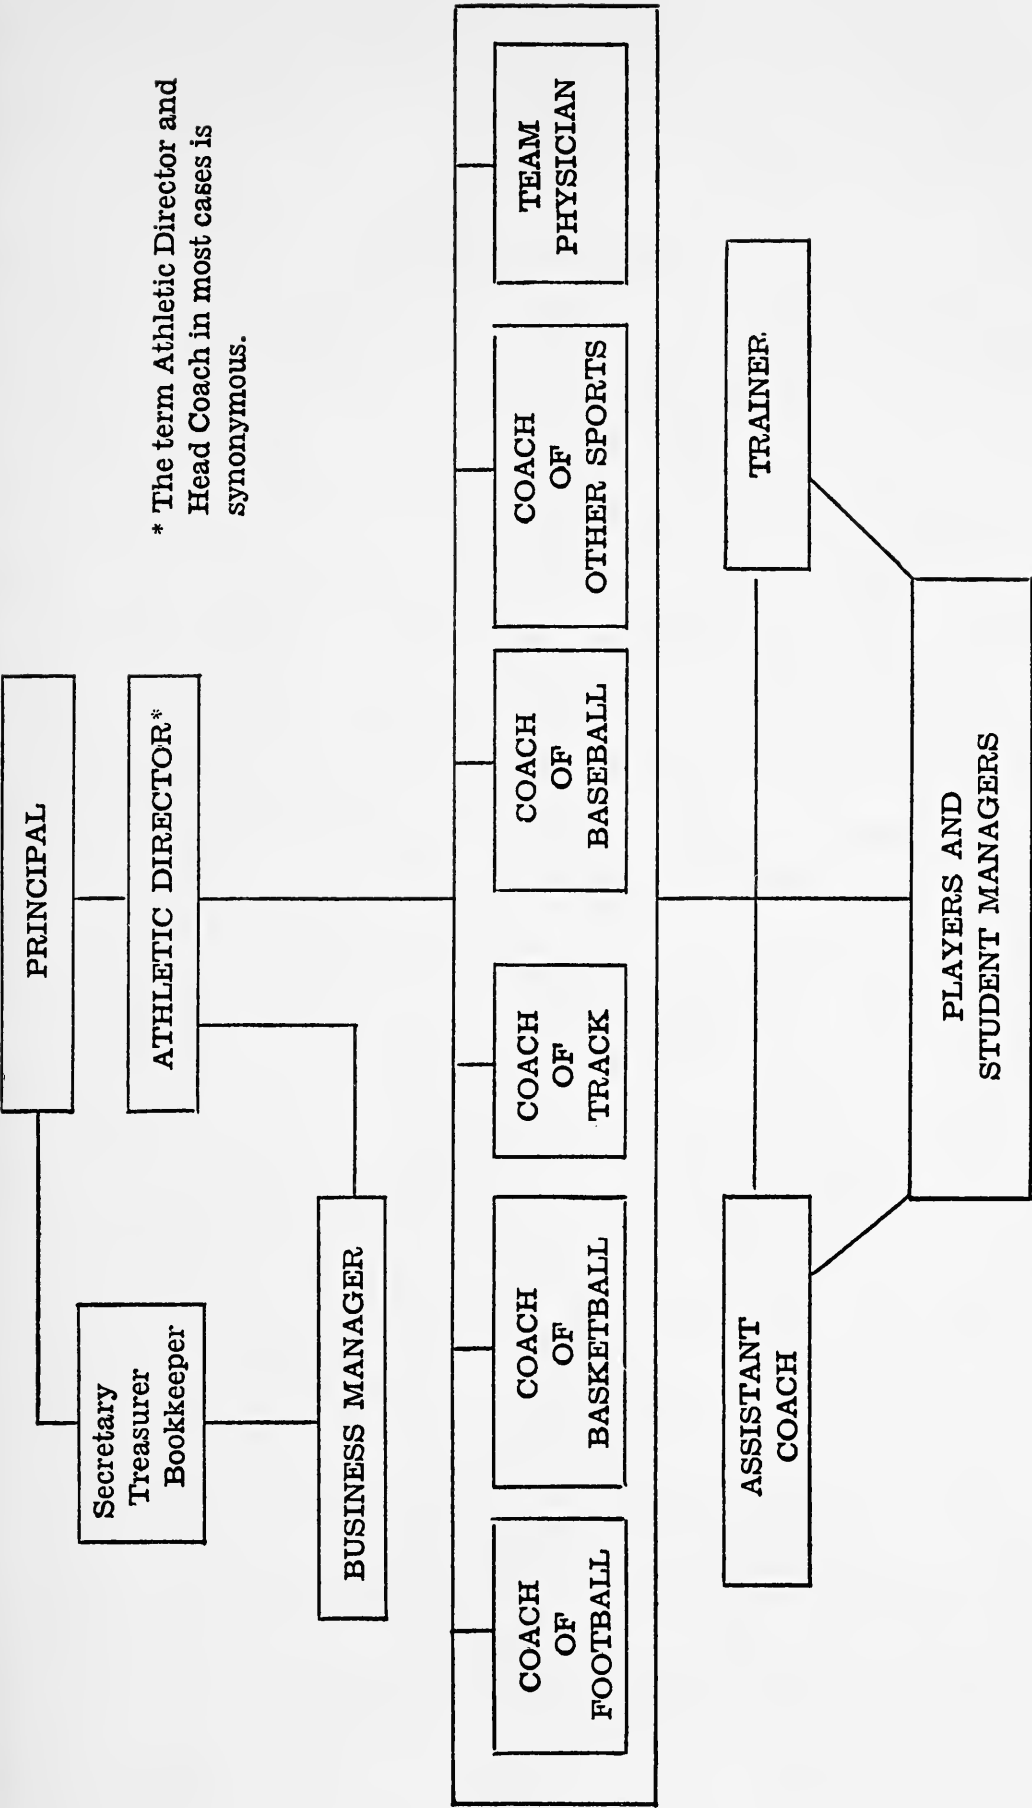 PRINCIPAL
ATHLETIC DIRECTOR*
* The term Athletic Director and
Head Coach in most cases is
synonymous.
Secretary
Treasurer
Bookkeeper
BUSINESS MANAGER
COACH
OF
FOOTBALL
COACH
OF
BASKETBALL
COACH
OF
TRACK
COACH
OF
BASEBALL
COACH
OF
OTHER SPORTS
TEAM
PHYSICIAN
ASSISTANT
COACH
TRAINER
PLAYERS AND
STUDENT MANAGERS